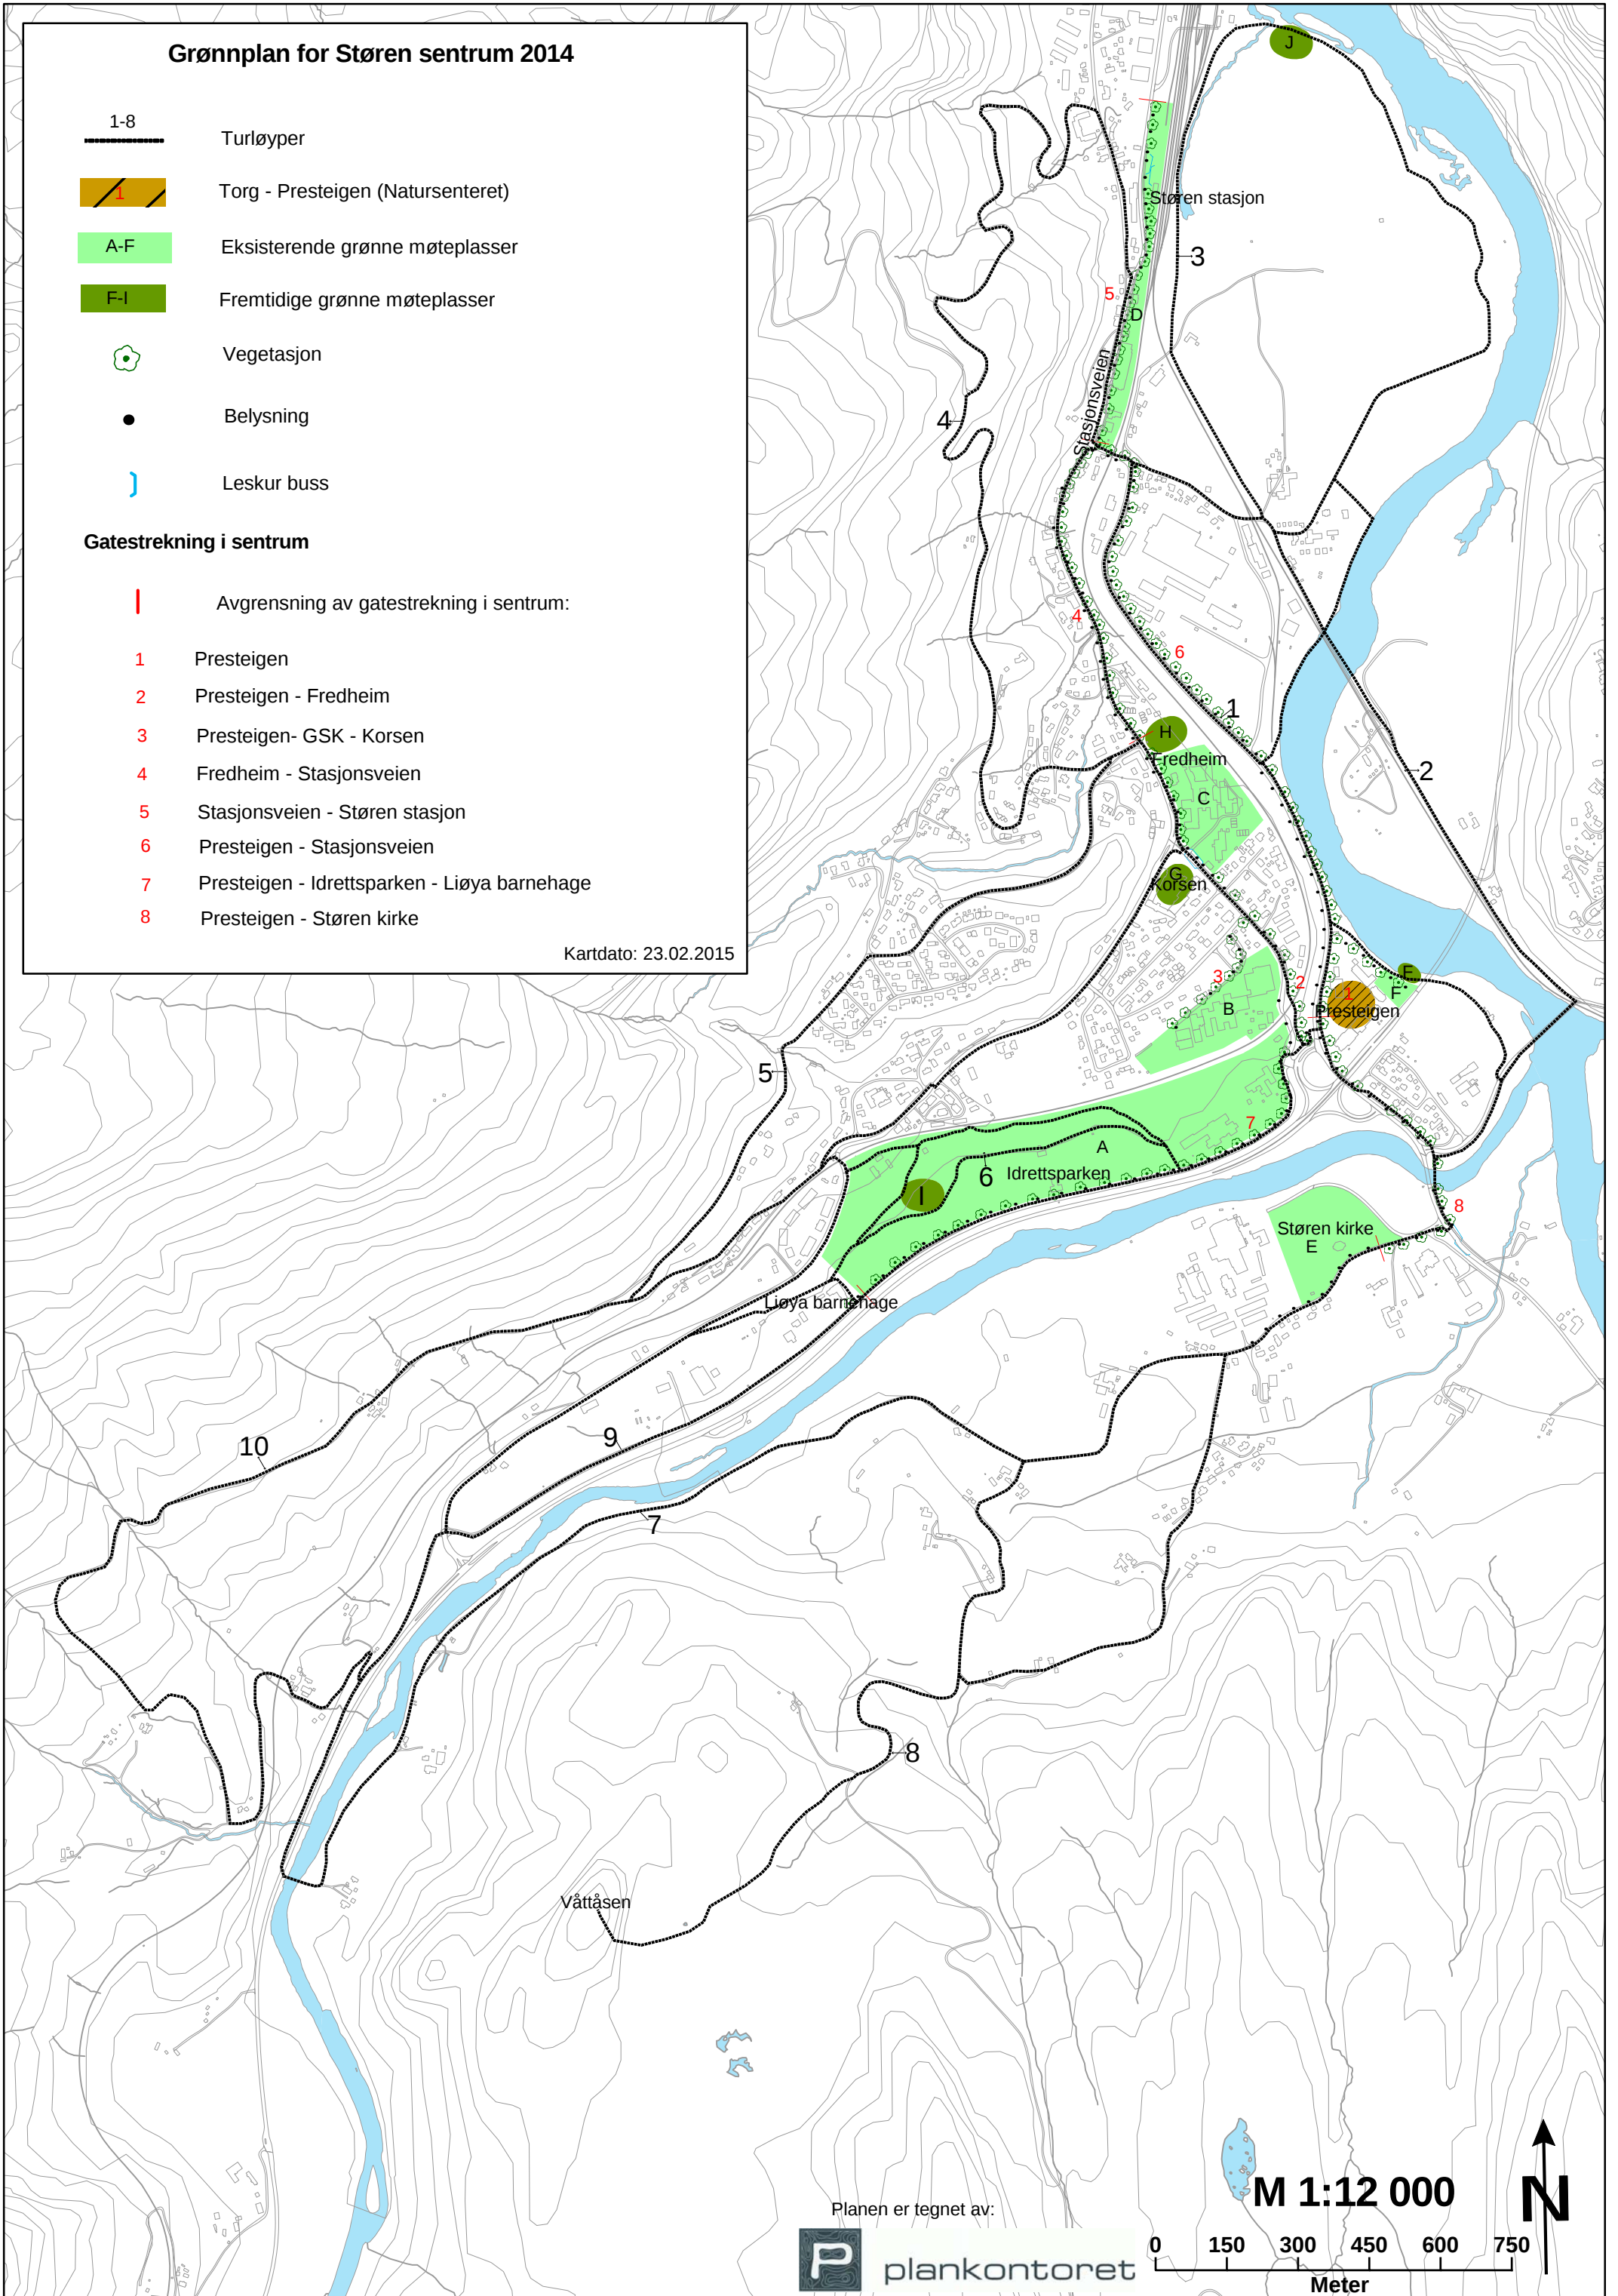 Grønnplan for Støren sentrum 2014
1-8
Turløyper
1
Torg - Presteigen (Natursenteret)
A-F
Eksisterende grønne møteplasser
F-I
Fremtidige grønne møteplasser
Vegetasjon
Belysning
Leskur buss
Gatestrekning i sentrum
Avgrensning av gatestrekning i sentrum:
1 Presteigen
2 Presteigen - Fredheim
3 Presteigen- GSK - Korsen
4 Fredheim - Stasjonsveien
5 Stasjonsveien - Støren stasjon
6 Presteigen - Stasjonsveien
7 Presteigen - Idrettsparken - Liøya barnehage
8 Presteigen - Støren kirke
Kartdato: 23.02.2015
J
Støren stasjon
3
5
D
Stasjonsveien
4
4
6
1
H
Fredheim
2
C
G
Korsen
3
2
F
F
1
B
Presteigen
5
7
A
6
Idrettsparken
I
8
Støren kirke
E
Liøya barnehage
10
9
7
8
Våttåsen
M 1:12 000
N
Planen er tegnet av:
P plankontoret
0 150 300 450 600 750
Meter